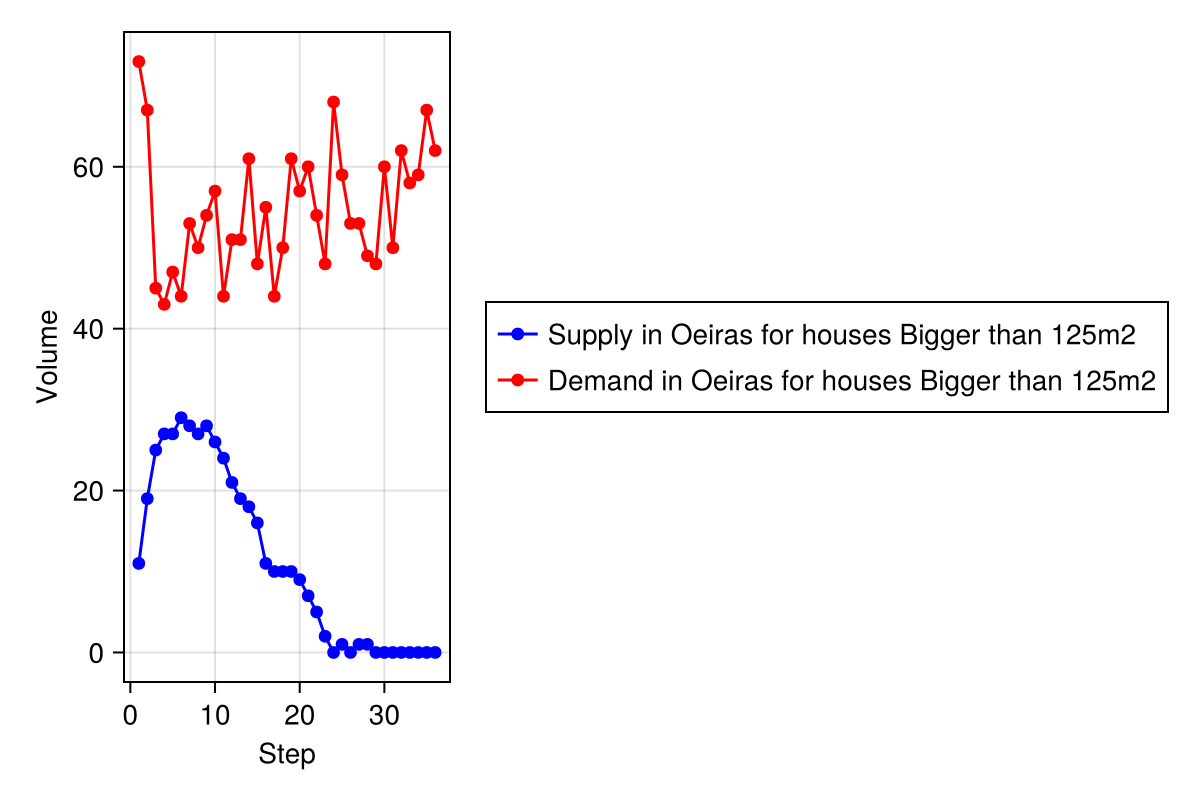 Volume
60
40
20
0
0 10 20 30
Step
Supply in Oeiras for houses Bigger than 125m2
Demand in Oeiras for houses Bigger than 125m2